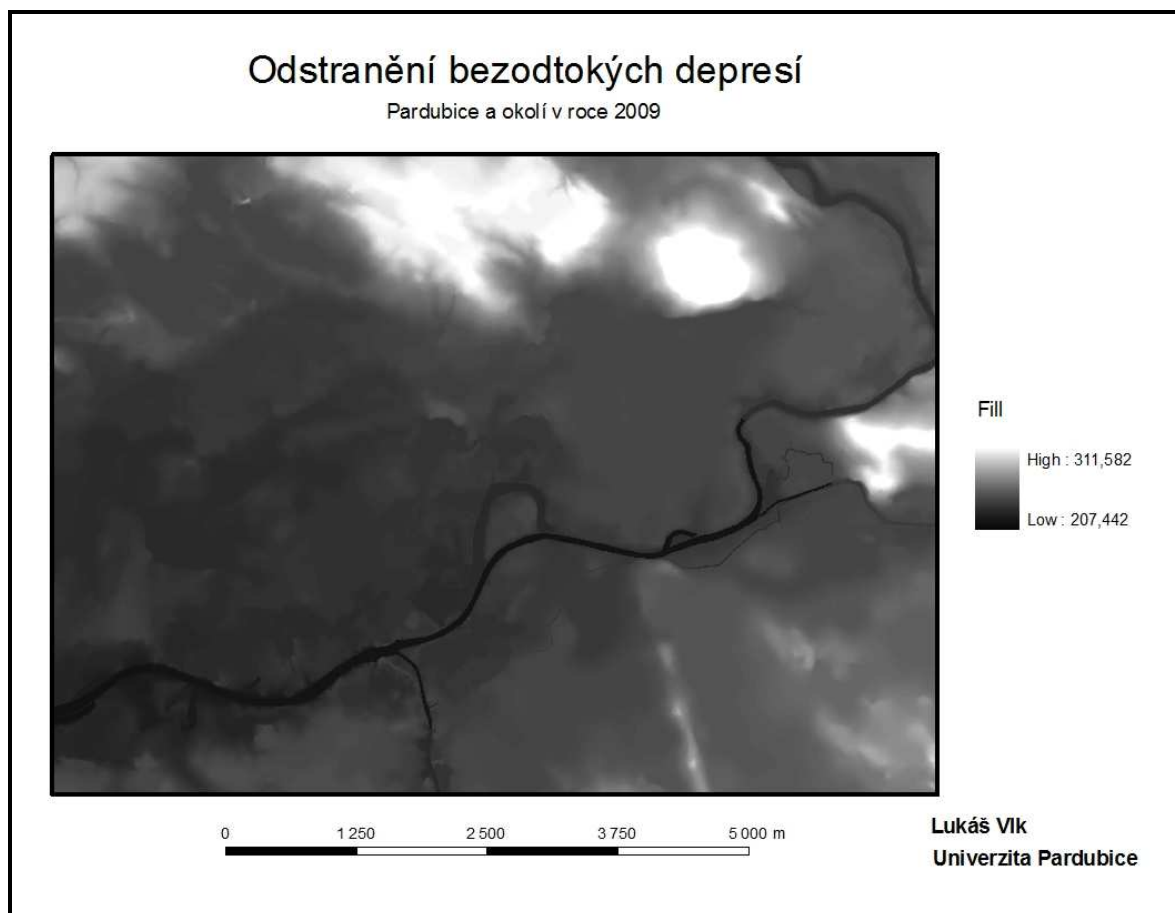 Odstranění bezodtokých depresí
Pardubice a okolí v roce 2009
Fill
High : 311,582
Low : 207,442
0 1 250 2 500 3 750 5 000 m
Lukáš Vlk
Univerzita Pardubice